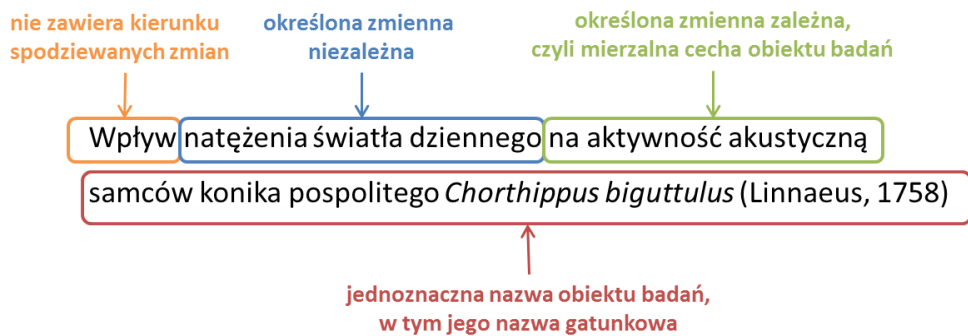 nie zawiera kierunku
spodziewanych zmian
określona zmienna
niezależna
określona zmienna zależna,
czyli mierzalna cecha obiektu badań
Wpływ natężenia światła dziennego na aktywność akustyczną
samców konika pospolitego Chorthippus biguttulus (Linnaeus, 1758)
jednoznaczna nazwa obiektu badań,
w tym jego nazwa gatunkowa